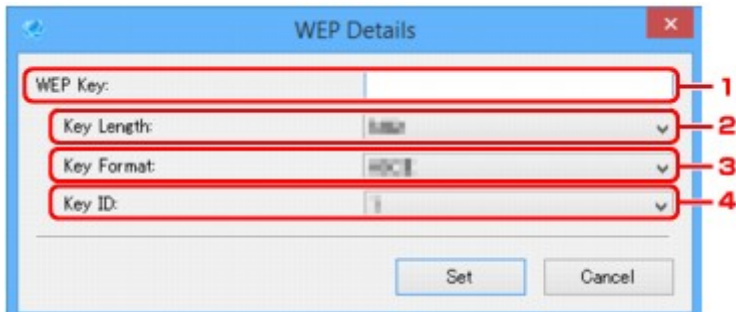 WEP Details
WEP Key: 1
Key Length: 2
Key Format: 3
Key ID: 4
Set Cancel